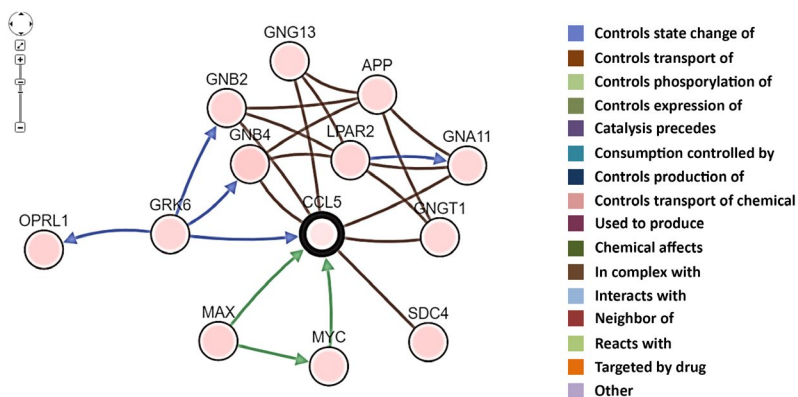 GNG13
APP
GNB2
GNB4
LPAR2
GNA11
CCL5
GRK6
GNGT1
OPRL1
MAX
MYC
SDC4
Controls state change of
Controls transport of
Controls phosporylation of
Controls expression of
Catalysis precedes
Consumption controlled by
Controls production of
Controls transport of chemical
Used to produce
Chemical affects
In complex with
Interacts with
Neighbor of
Reacts with
Targeted by drug
Other